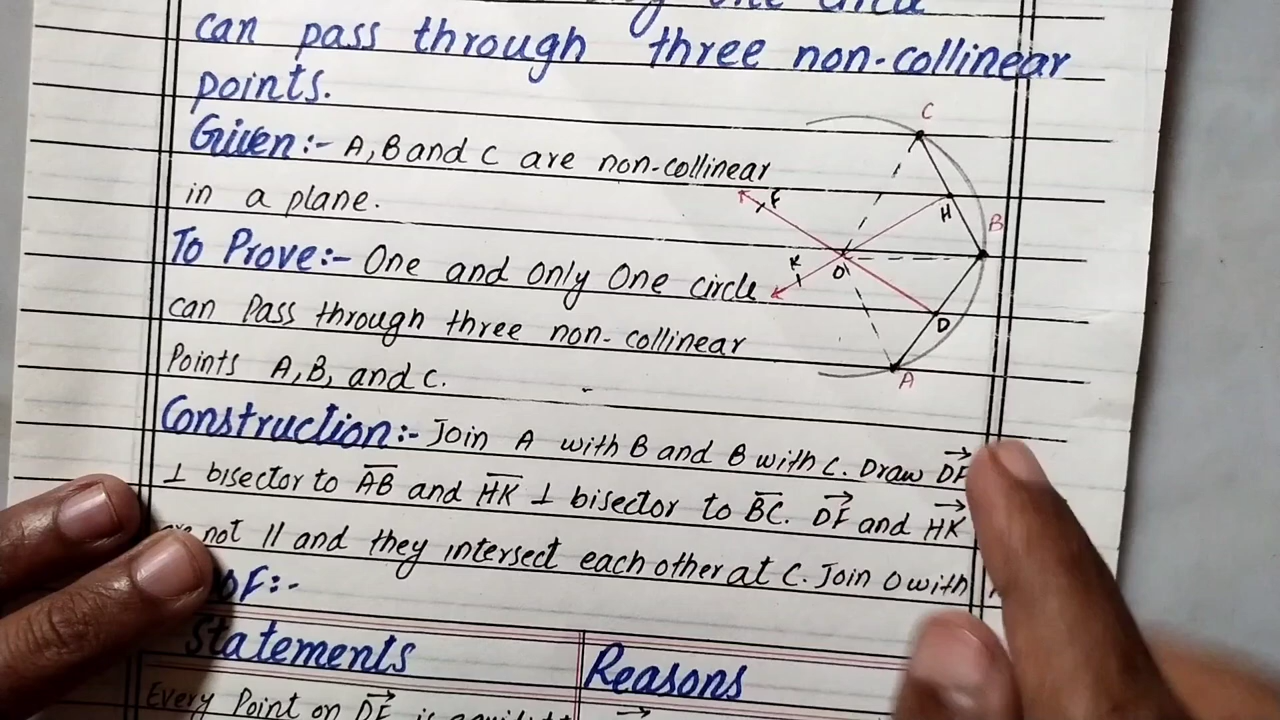 can pass through three non-collinear
points.
Given:- A, B and C are non-collinear
in a plane.
To Prove:- One and only One circle
can Pass through three non-collinear
Points A, B, and C.
Construction:- Join A with B and B with C. Draw DF
⊥ bisector to AB and HK ⊥ bisector to BC. DF and HK
not || and they intersect each other at C. Join O with
Statements
Reasons
Every Point on DF is
C
F
H
B
K
O
D
A